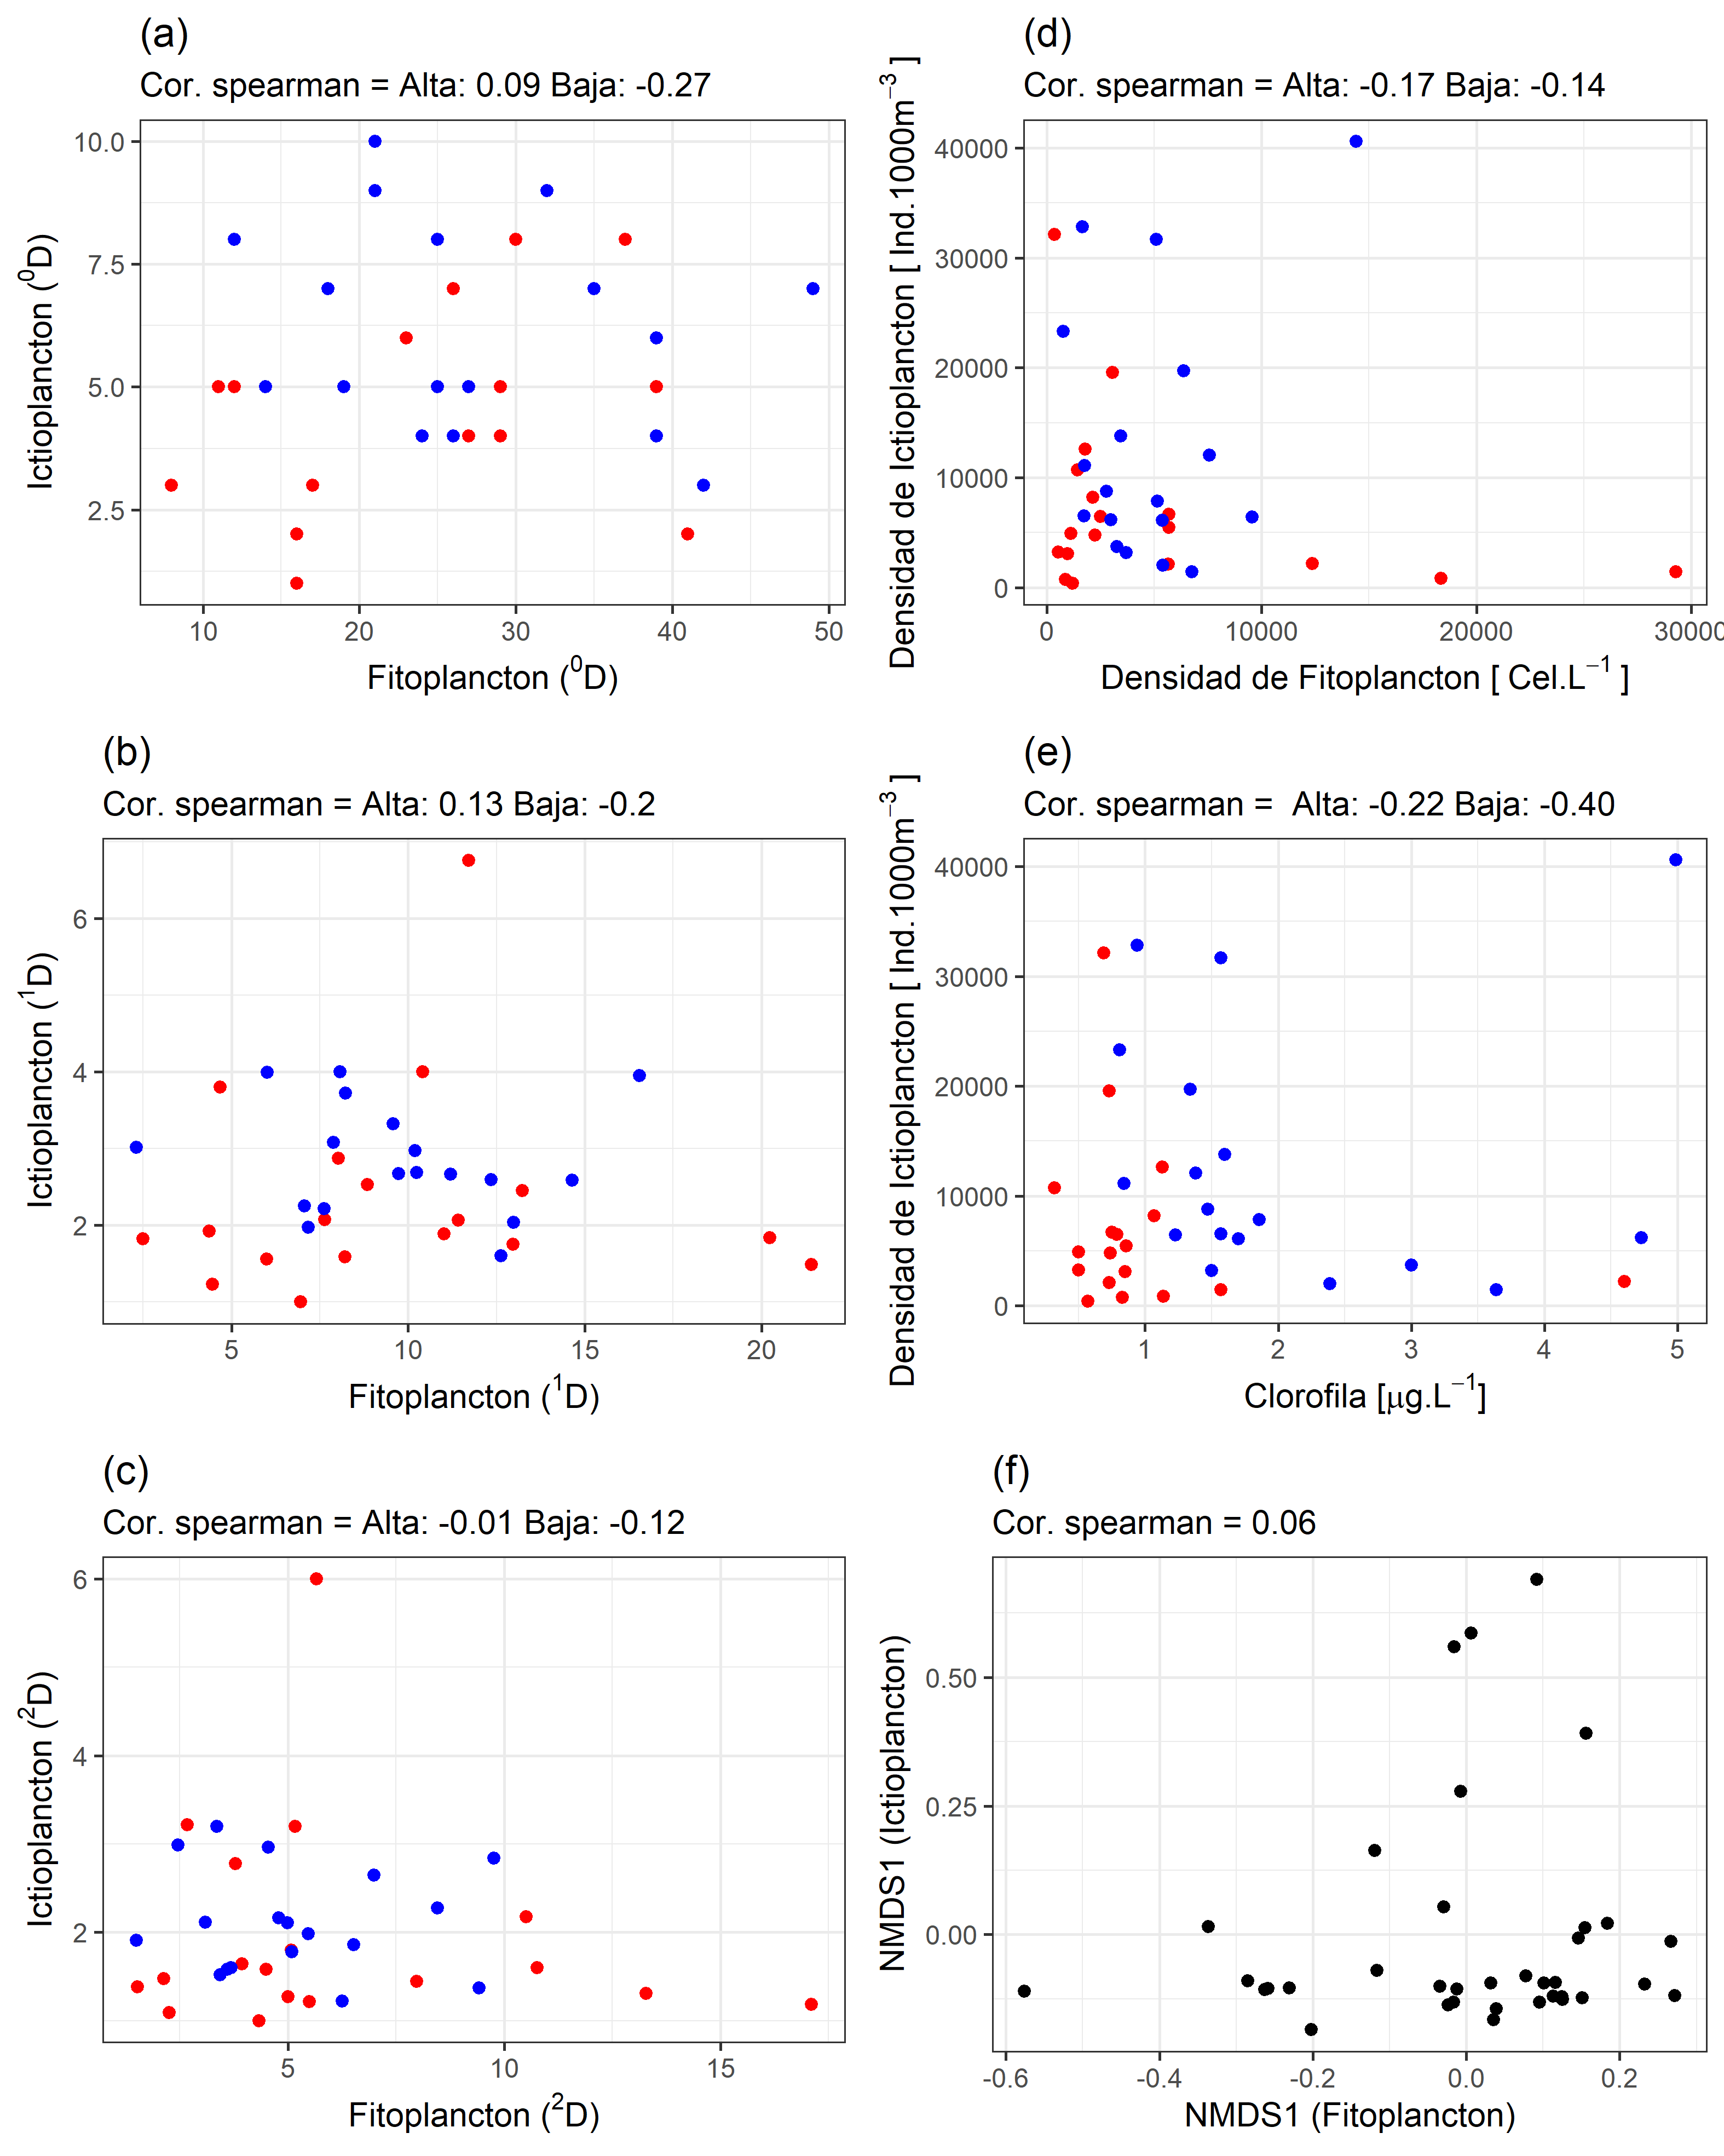 (a)
Cor. spearman = Alta: 0.09 Baja: -0.27
Ictioplancton (⁰D)
10.0
7.5
5.0
2.5
10 20 30 40 50
Fitoplancton (⁰D)
(d)
Cor. spearman = Alta: -0.17 Baja: -0.14
Densidad de Ictioplancton [ Ind.1000m⁻³ ]
40000
30000
20000
10000
0
0 10000 20000 30000
Densidad de Fitoplancton [ Cel.L⁻¹ ]
(b)
Cor. spearman = Alta: 0.13 Baja: -0.2
Ictioplancton (¹D)
6
4
2
5 10 15 20
Fitoplancton (¹D)
(e)
Cor. spearman = Alta: -0.22 Baja: -0.40
Densidad de Ictioplancton [ Ind.1000m⁻³ ]
40000
30000
20000
10000
0
1 2 3 4 5
Clorofila [μg.L⁻¹]
(c)
Cor. spearman = Alta: -0.01 Baja: -0.12
Ictioplancton (²D)
6
4
2
5 10 15
Fitoplancton (²D)
(f)
Cor. spearman = 0.06
NMDS1 (Ictioplancton)
0.50
0.25
0.00
-0.6 -0.4 -0.2 0.0 0.2
NMDS1 (Fitoplancton)